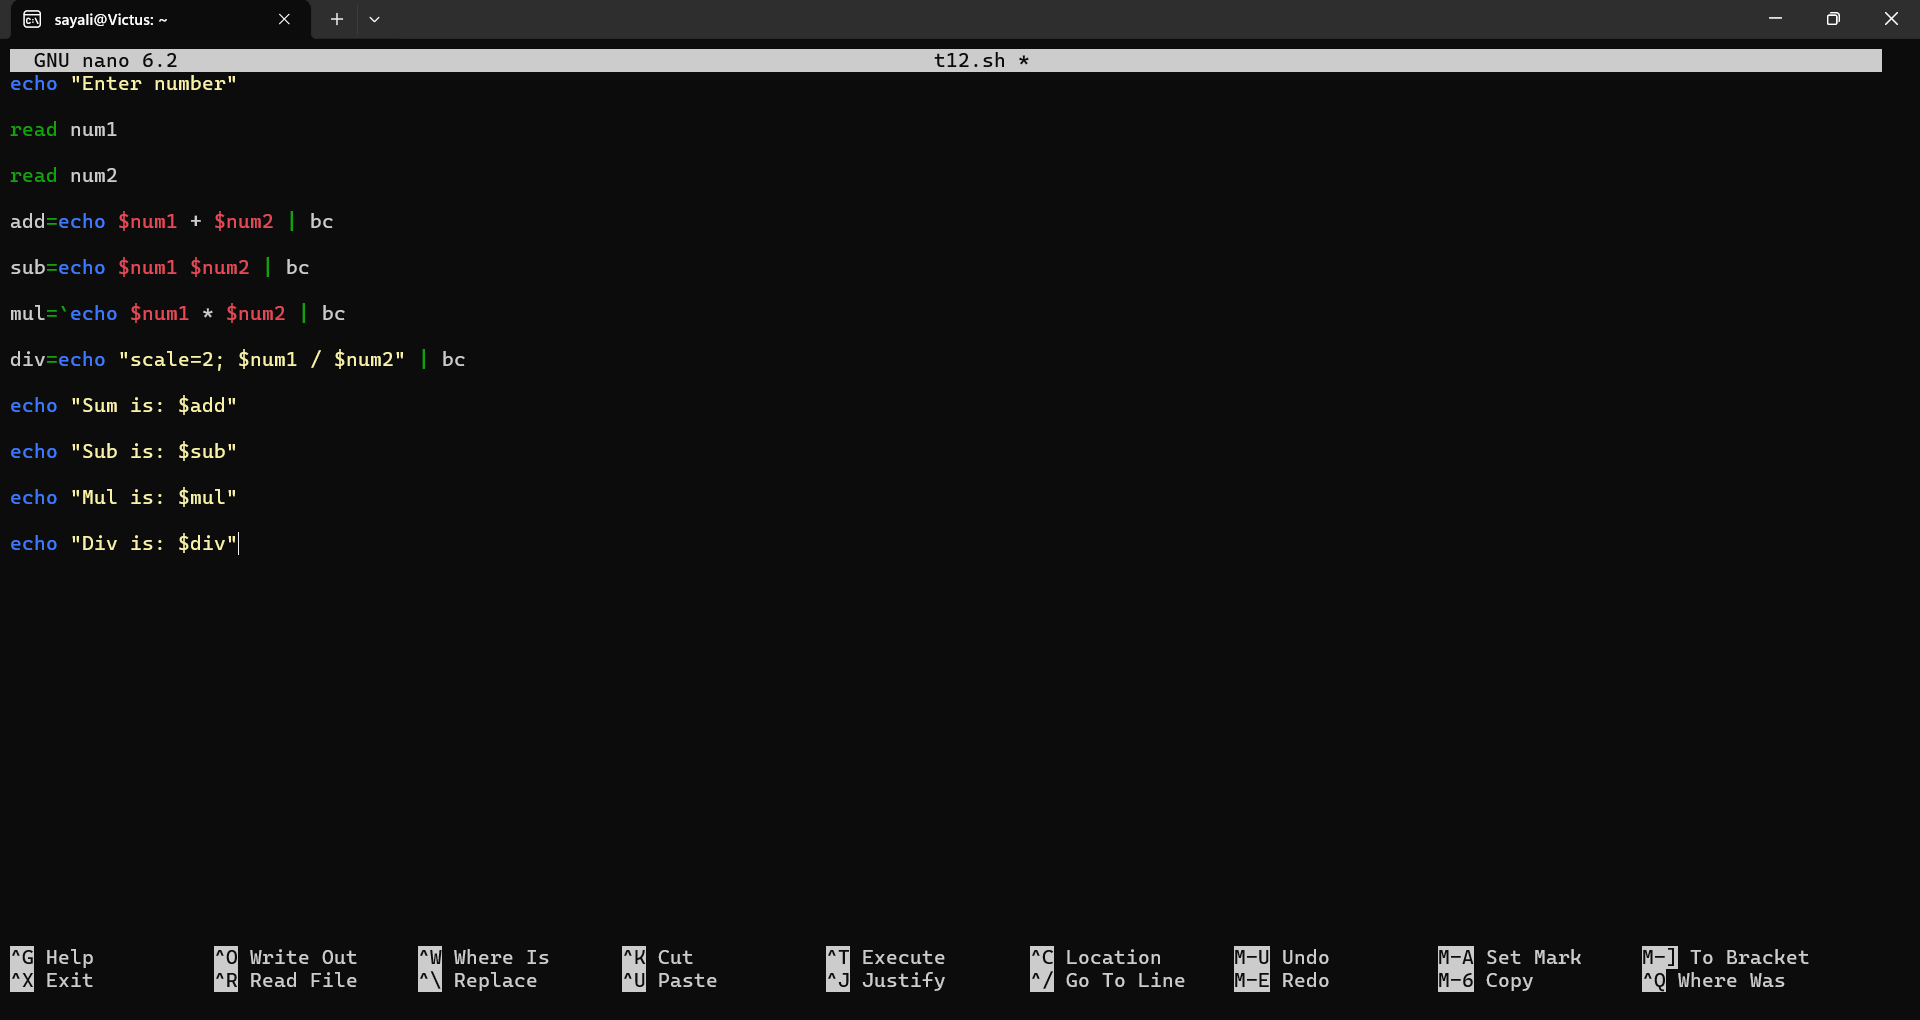 sayali@Victus: ~
GNU nano 6.2 t12.sh *
echo "Enter number"
read num1
read num2
add=echo $num1 + $num2 | bc
sub=echo $num1 $num2 | bc
mul=`echo $num1 * $num2 | bc
div=echo "scale=2; $num1 / $num2" | bc
echo "Sum is: $add"
echo "Sub is: $sub"
echo "Mul is: $mul"
echo "Div is: $div"
^G Help ^O Write Out ^W Where Is ^K Cut ^T Execute ^C Location M-U Undo M-A Set Mark M-] To Bracket
^X Exit ^R Read File ^\ Replace ^U Paste ^J Justify ^/ Go To Line M-E Redo M-6 Copy ^Q Where Was